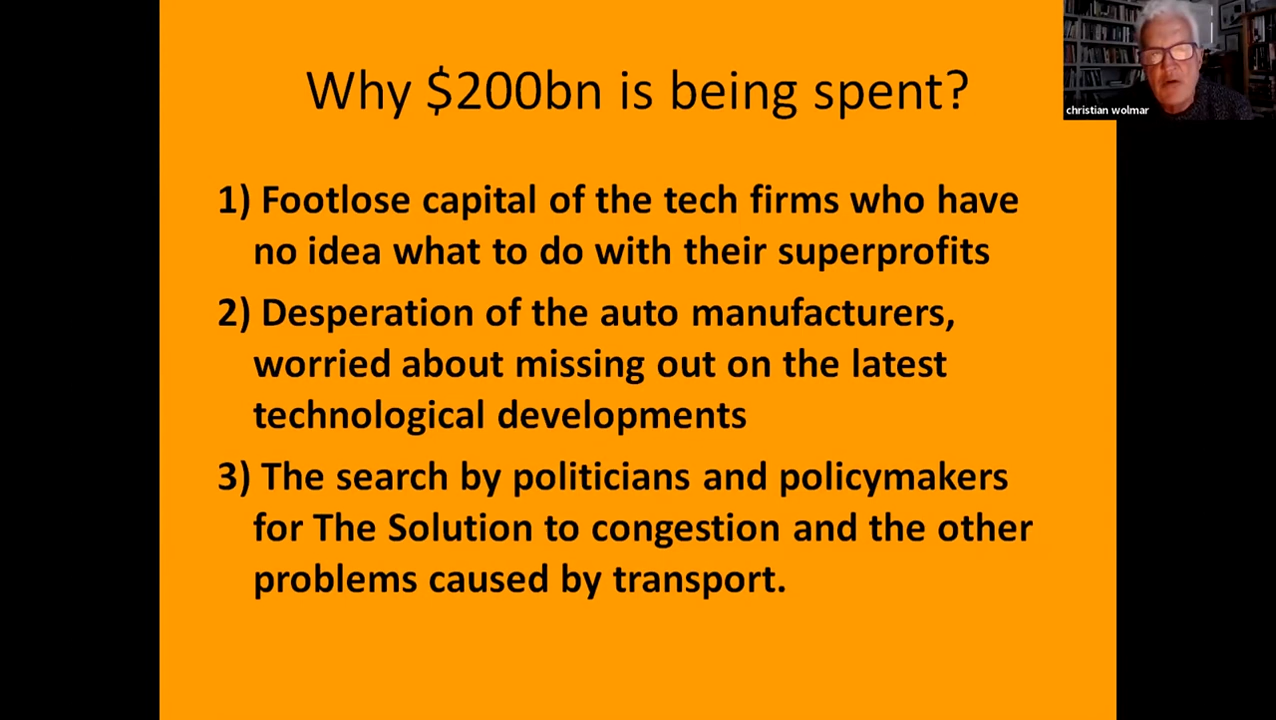 Why $200bn is being spent?
christian wolmar
1) Footlose capital of the tech firms who have
no idea what to do with their superprofits
2) Desperation of the auto manufacturers,
worried about missing out on the latest
technological developments
3) The search by politicians and policymakers
for The Solution to congestion and the other
problems caused by transport.